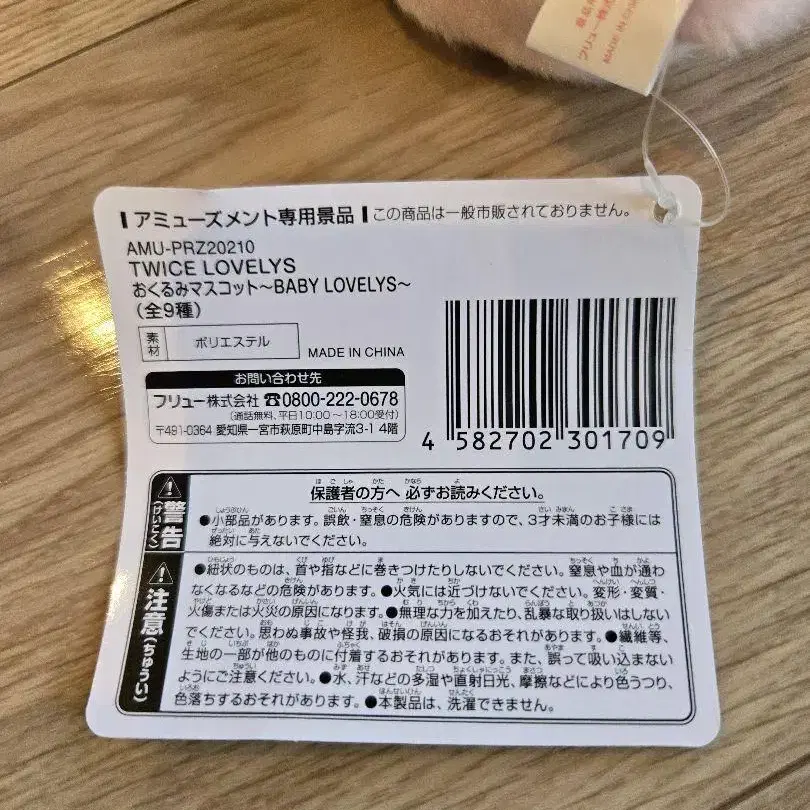 フリュー株式
MADE IN CHI
アミューズメント専用景品 この商品は一般市販されておりません。
AMU-PRZ20210
TWICE LOVELYS
おくるみマスコット～BABY LOVELYS～
（全9種）
素材 ポリエステル
MADE IN CHINA
お問い合わせ先
フリュー株式会社 ☎0800-222-0678
（通話無料、平日10:00～18:00受付）
〒491-0364 愛知県一宮市萩原町中島字流3-1 4階
4 582702 301709
警告（けいこく）
保護者の方へ 必ずお読みください。
●小部品があります。誤飲・窒息の危険がありますので、3才未満のお子様には
絶対に与えないでください。
注意（ちゅうい）
●紐状のものは、首や指などに巻きつけたりしないでください。窒息や血が通わ
なくなるなどの危険があります。●火気には近づけないでください。変形・変質・
火傷または火災の原因になります。●無理な力を加えたり、乱暴な取り扱いはしない
でください。思わぬ事故や怪我、破損の原因になるおそれがあります。●繊維等、
生地の一部が他のものに付着するおそれがあります。また、誤って吸い込まない
ようにご注意ください。●水、汗などの多湿や直射日光、摩擦などにより色うつり、
色落ちするおそれがあります。●本製品は、洗濯できません。